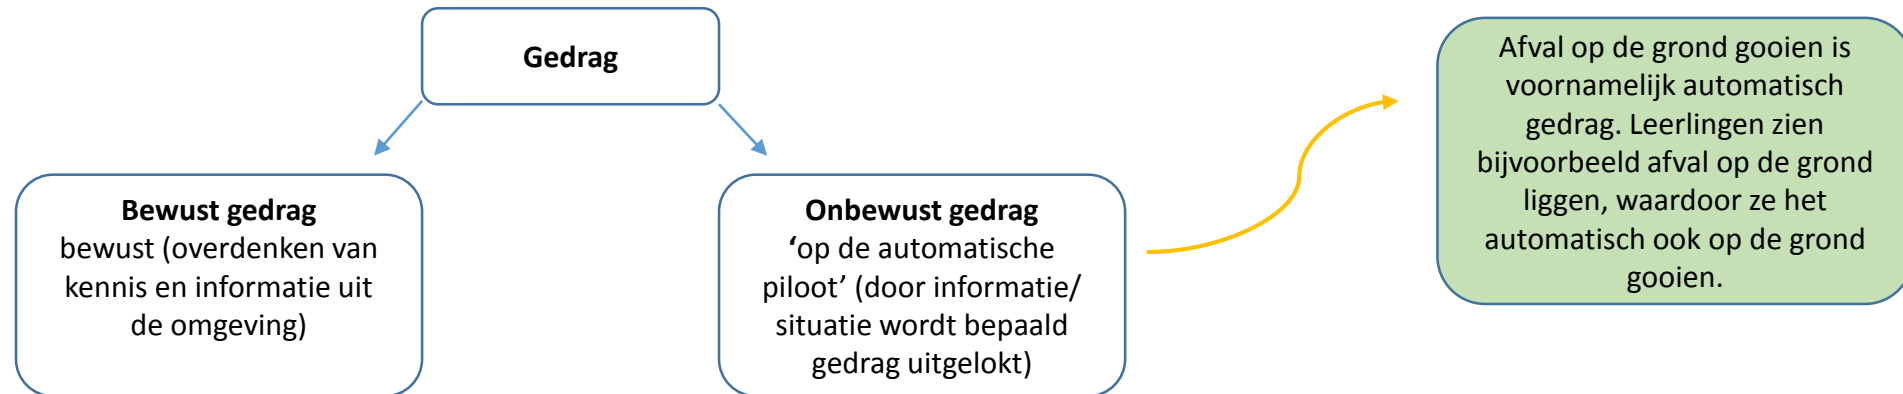 Gedrag
Bewust gedrag
bewust (overdenken van
kennis en informatie uit
de omgeving)
Onbewust gedrag
‘op de automatische
piloot’ (door informatie/
situatie wordt bepaald
gedrag uitgelokt)
Afval op de grond gooien is
voornamelijk automatisch
gedrag. Leerlingen zien
bijvoorbeeld afval op de grond
liggen, waardoor ze het
automatisch ook op de grond
gooien.